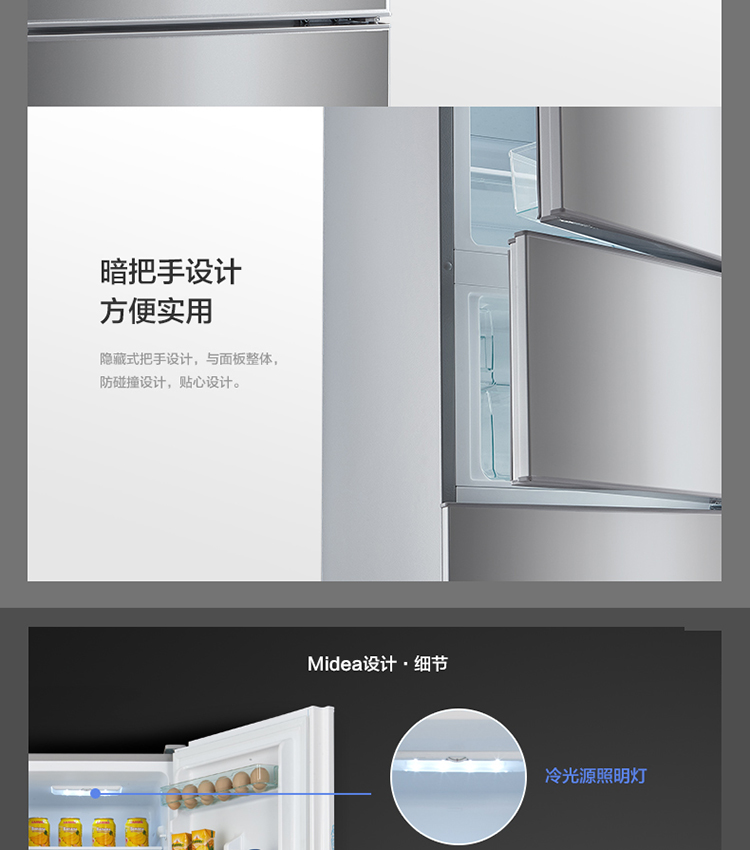 暗把手设计
方便实用
隐藏式把手设计，与面板整体，
防碰撞设计，贴心设计。
Midea设计·细节
冷光源照明灯